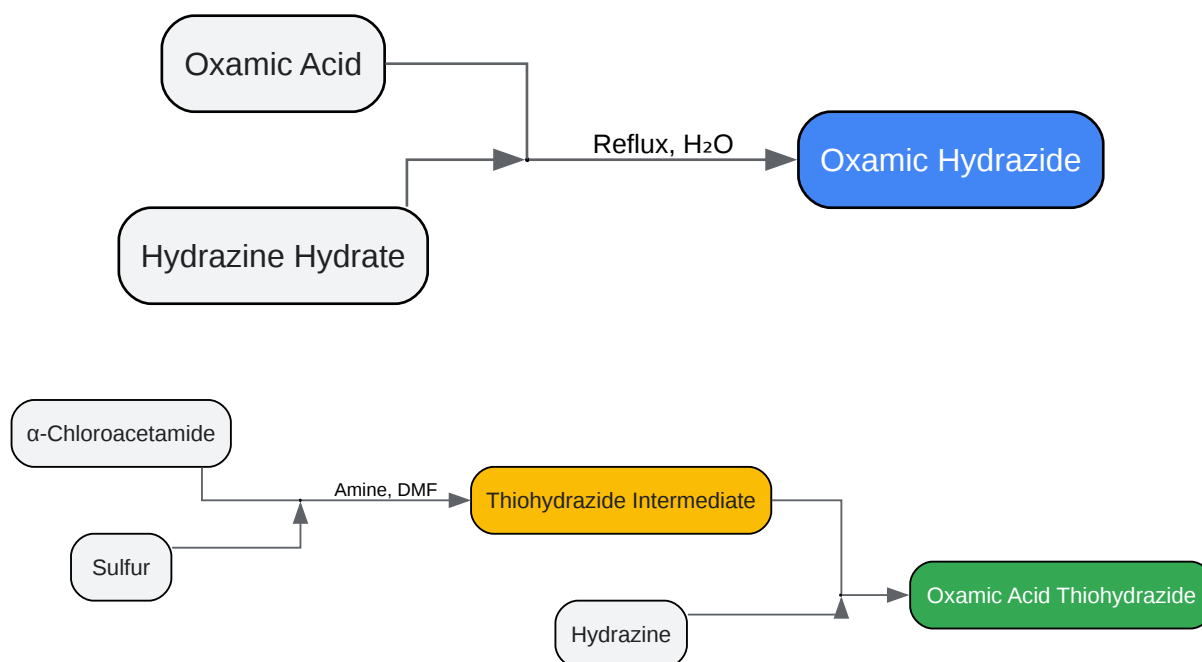 Oxamic Acid
Reflux, H₂O
Oxamic Hydrazide
Hydrazine Hydrate
α-Chloroacetamide
Amine, DMF
Thiohydrazide Intermediate
Sulfur
Oxamic Acid Thiohydrazide
Hydrazine